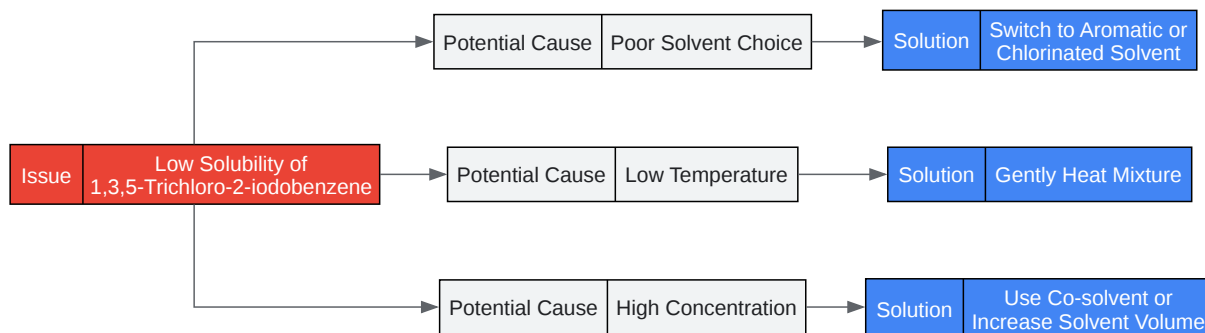 Potential Cause
Poor Solvent Choice
Solution
Switch to Aromatic or
Chlorinated Solvent
Issue
Low Solubility of
1,3,5-Trichloro-2-iodobenzene
Potential Cause
Low Temperature
Solution
Gently Heat Mixture
Potential Cause
High Concentration
Solution
Use Co-solvent or
Increase Solvent Volume